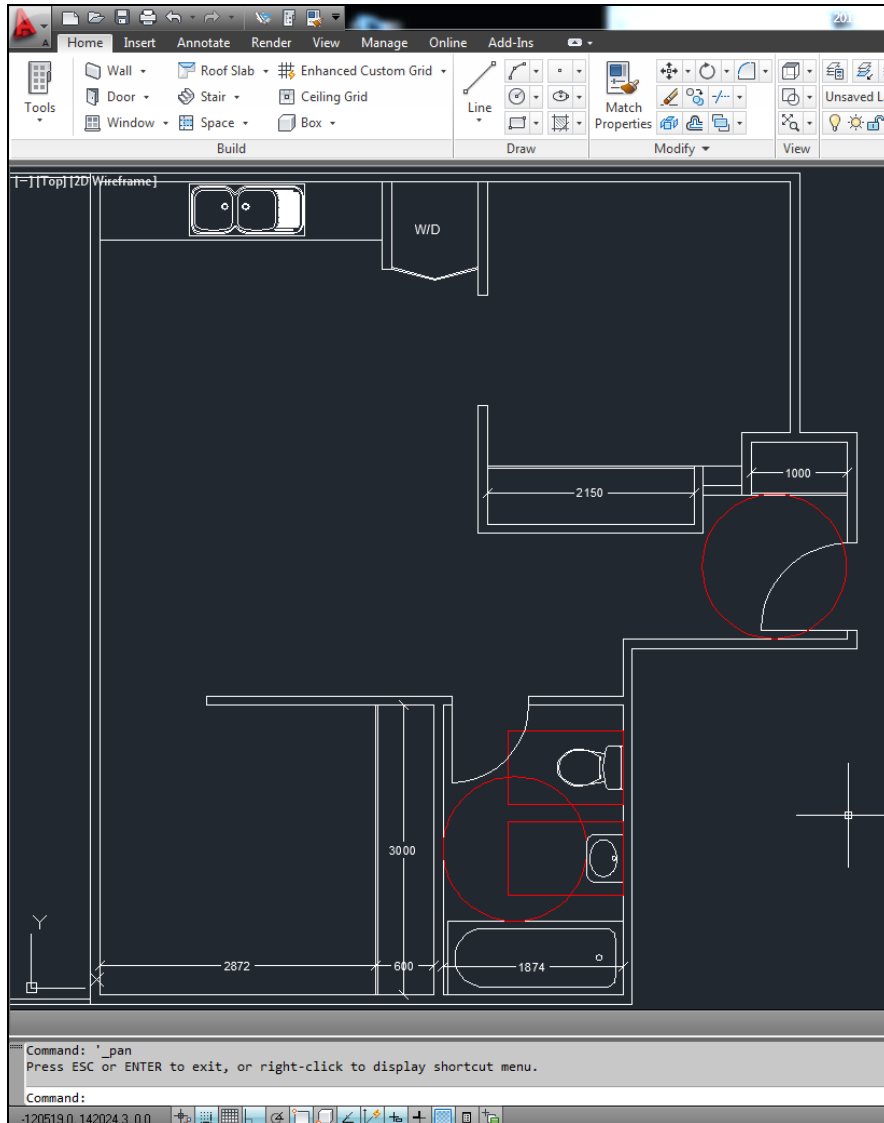 201
Home Insert Annotate Render View Manage Online Add-Ins
Tools
Wall Roof Slab Enhanced Custom Grid
Door Stair Ceiling Grid
Window Space Box
Line
Match Properties
Unsaved L
Build Draw Modify View
[−][Top][2D Wireframe]
W/D
1000
2150
3000
2872
600
1874
Y
X
Command: '_pan
Press ESC or ENTER to exit, or right-click to display shortcut menu.
Command:
-120519.0, 142024.3, 0.0